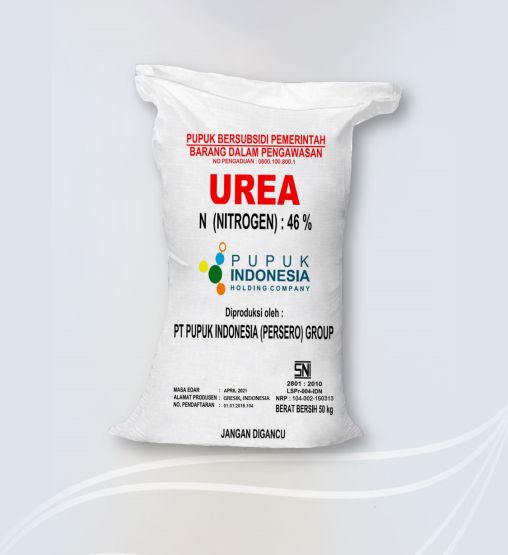 PUPUK BERSUBSIDI PEMERINTAH
BARANG DALAM PENGAWASAN
NO PENGADUAN : 0800.100.800.1
UREA
N (NITROGEN) : 46 %
PUPUK
INDONESIA
HOLDING COMPANY
Diproduksi oleh :
PT PUPUK INDONESIA (PERSERO) GROUP
SNI
2801 : 2010
LSPr-004-IDN
MASA EDAR : APRIL 2021
ALAMAT PRODUSEN : GRESIK, INDONESIA
NRP : 104-002-160313
NO. PENDAFTARAN : 01.01.2018.104
BERAT BERSIH 50 kg
JANGAN DIGANCU